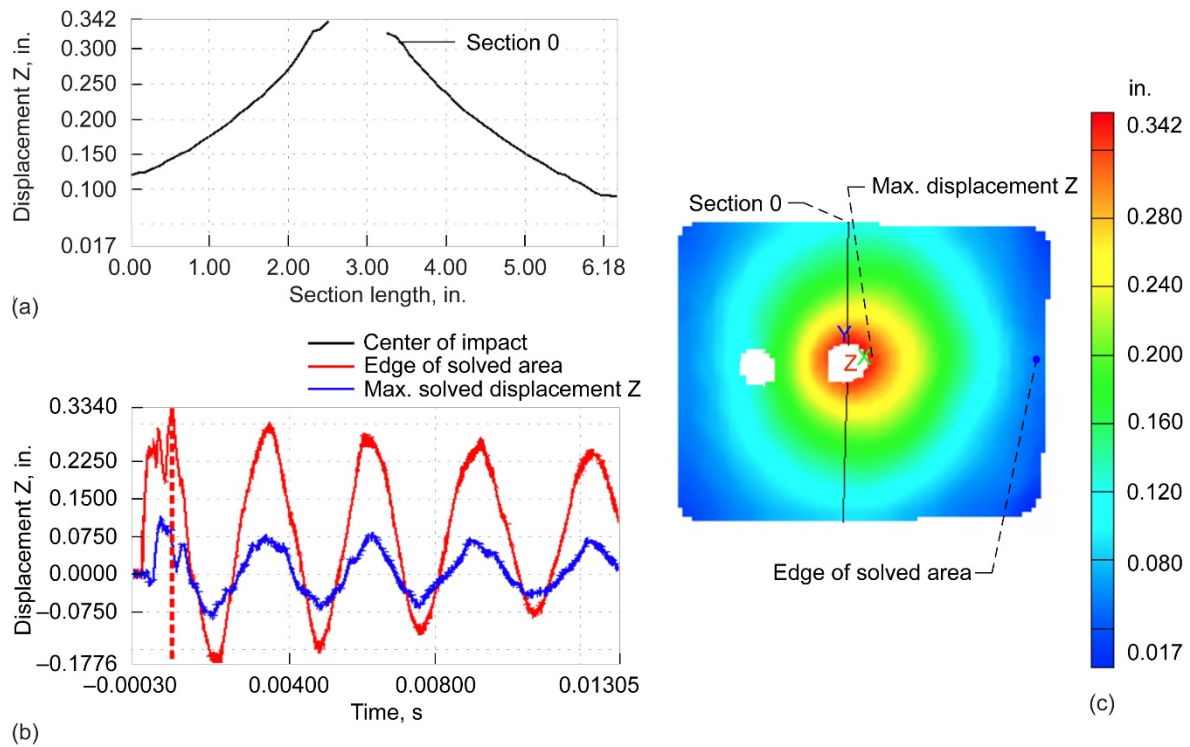 0.342
0.300
0.250
0.200
0.150
0.100
0.017
Displacement Z, in.
Section 0
0.00 1.00 2.00 3.00 4.00 5.00 6.18
Section length, in.
(a)
Center of impact
Edge of solved area
Max. solved displacement Z
0.3340
0.2250
0.1500
0.0750
0.0000
–0.0750
–0.1776
Displacement Z, in.
–0.00030 0.00400 0.00800 0.01305
Time, s
(b)
in.
0.342
0.280
0.240
0.200
0.160
0.120
0.080
0.017
Max. displacement Z
Section 0
Y
X
Z
Edge of solved area
(c)